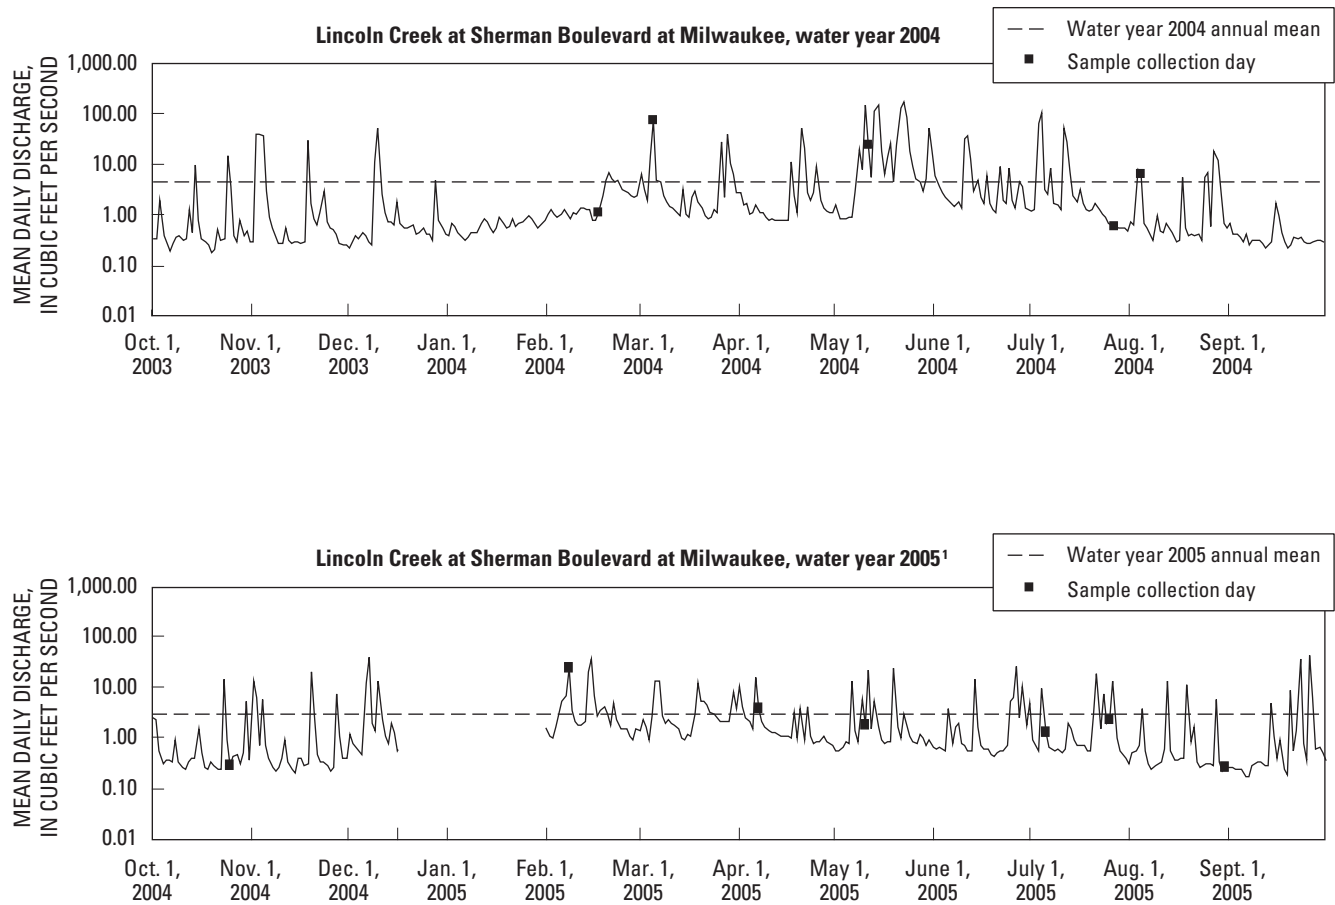 Lincoln Creek at Sherman Boulevard at Milwaukee, water year 2004
Water year 2004 annual mean
Sample collection day
MEAN DAILY DISCHARGE,
IN CUBIC FEET PER SECOND
1,000.00
100.00
10.00
1.00
0.10
0.01
Oct. 1, Nov. 1, Dec. 1, Jan. 1, Feb. 1, Mar. 1, Apr. 1, May 1, June 1, July 1, Aug. 1, Sept. 1,
2003 2003 2003 2004 2004 2004 2004 2004 2004 2004 2004 2004
Lincoln Creek at Sherman Boulevard at Milwaukee, water year 2005¹
Water year 2005 annual mean
Sample collection day
MEAN DAILY DISCHARGE,
IN CUBIC FEET PER SECOND
1,000.00
100.00
10.00
1.00
0.10
0.01
Oct. 1, Nov. 1, Dec. 1, Jan. 1, Feb. 1, Mar. 1, Apr. 1, May 1, June 1, July 1, Aug. 1, Sept. 1,
2004 2004 2004 2005 2005 2005 2005 2005 2005 2005 2005 2005